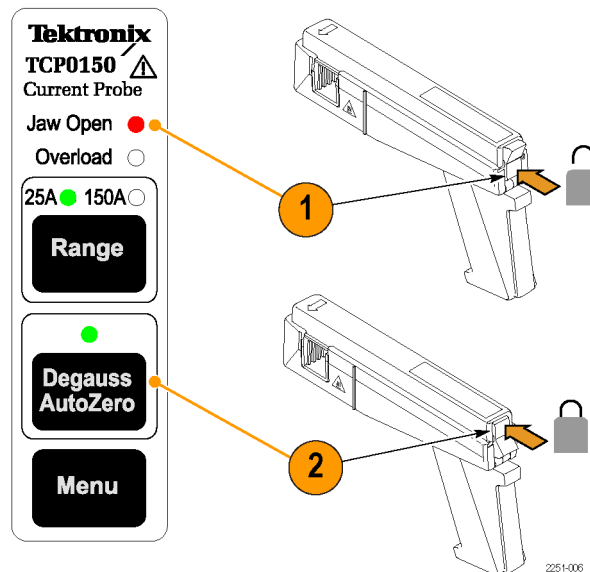 Tektronix
TCP0150
Current Probe
Jaw Open
Overload
25A 150A
Range
Degauss
AutoZero
Menu
1
2
2251-006